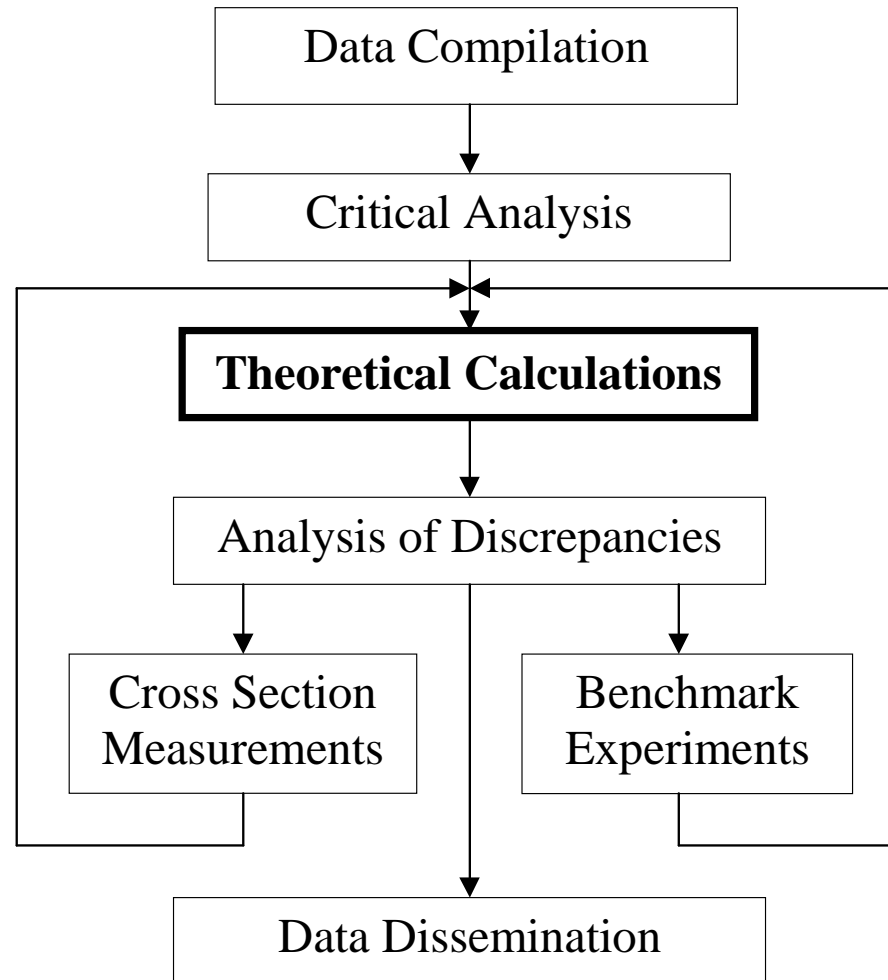 Data Compilation
Critical Analysis
Theoretical Calculations
Analysis of Discrepancies
Cross Section
Measurements
Benchmark
Experiments
Data Dissemination